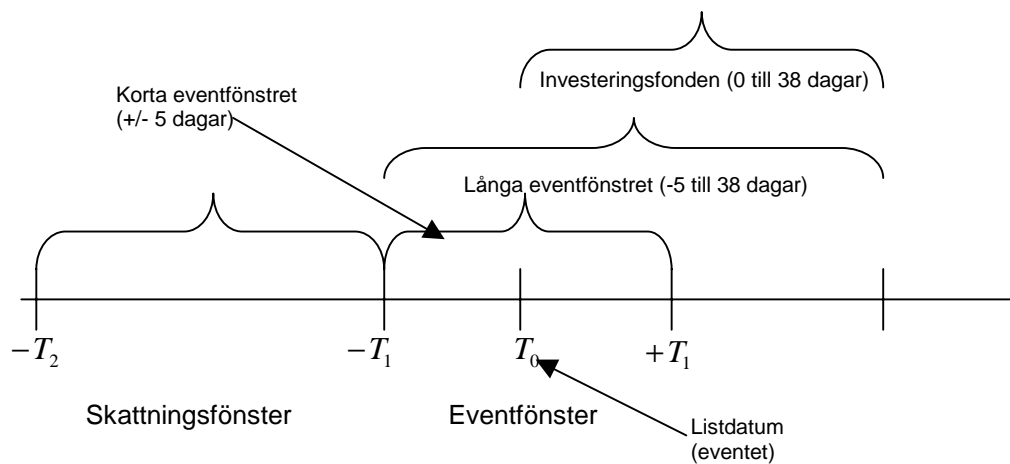 Investeringsfonden (0 till 38 dagar)
Korta eventfönstret
(+/- 5 dagar)
Långa eventfönstret (-5 till 38 dagar)
−T₂
−T₁
T₀
+T₁
Skattningsfönster
Eventfönster
Listdatum
(eventet)